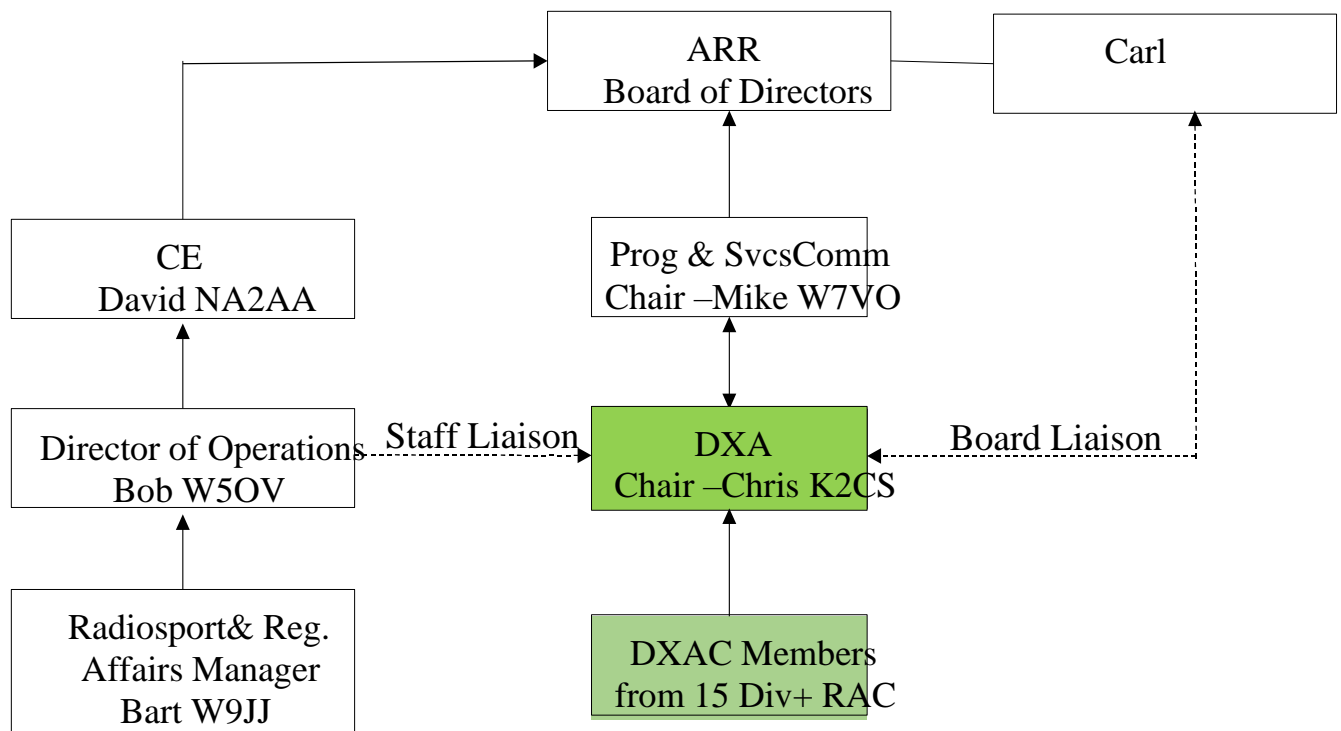 ARR
Board of Directors
Carl
CE
David NA2AA
Prog & SvcsComm
Chair –Mike W7VO
Director of Operations
Bob W5OV
Staff Liaison
DXA
Chair –Chris K2CS
Board Liaison
Radiosport& Reg.
Affairs Manager
Bart W9JJ
DXAC Members
from 15 Div+ RAC